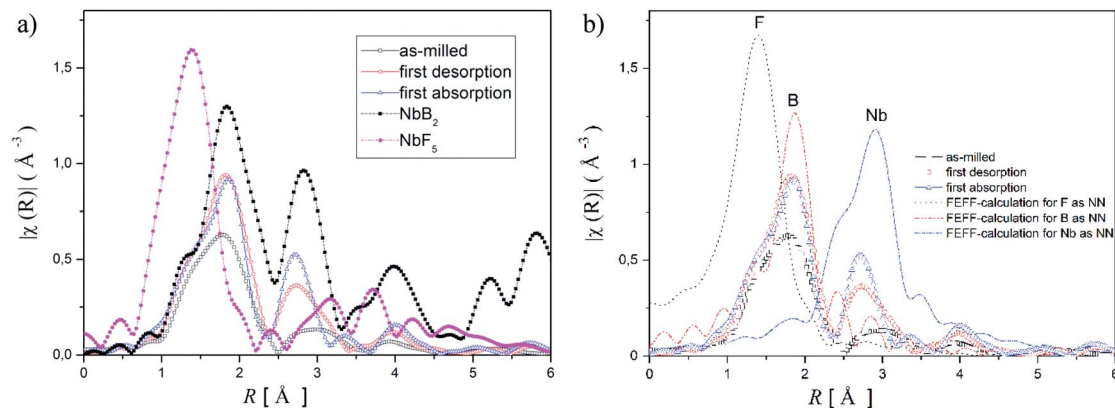 a)
|χ (R)| ( Å ⁻³)
1,5
1,0
0,5
0,0
as-milled
first desorption
first absorption
NbB₂
NbF₅
0 1 2 3 4 5 6
R [ Å ]
b)
|χ (R)| ( Å ⁻³)
1,5
1,0
0,5
0
F
B
Nb
as-milled
first desorption
first absorption
FEFF-calculation for F as NN
FEFF-calculation for B as NN
FEFF-calculation for Nb as NN
0 1 2 3 4 5 6
R [ Å ]